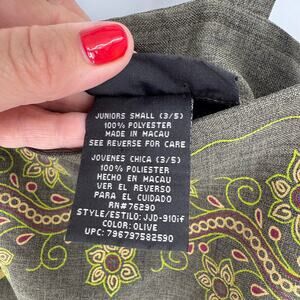 JUNIORS SMALL (3/5)
100% POLYESTER
MADE IN MACAU
SEE REVERSE FOR CARE
JOVENES CHICA (3/5)
100% POLIESTER
HECHO EN MACAU
VER EL REVERSO
PARA EL CUIDADO
RN#76290
STYLE/ESTILO: JJD-910iF
COLOR: OLIVE
UPC: 796797582590